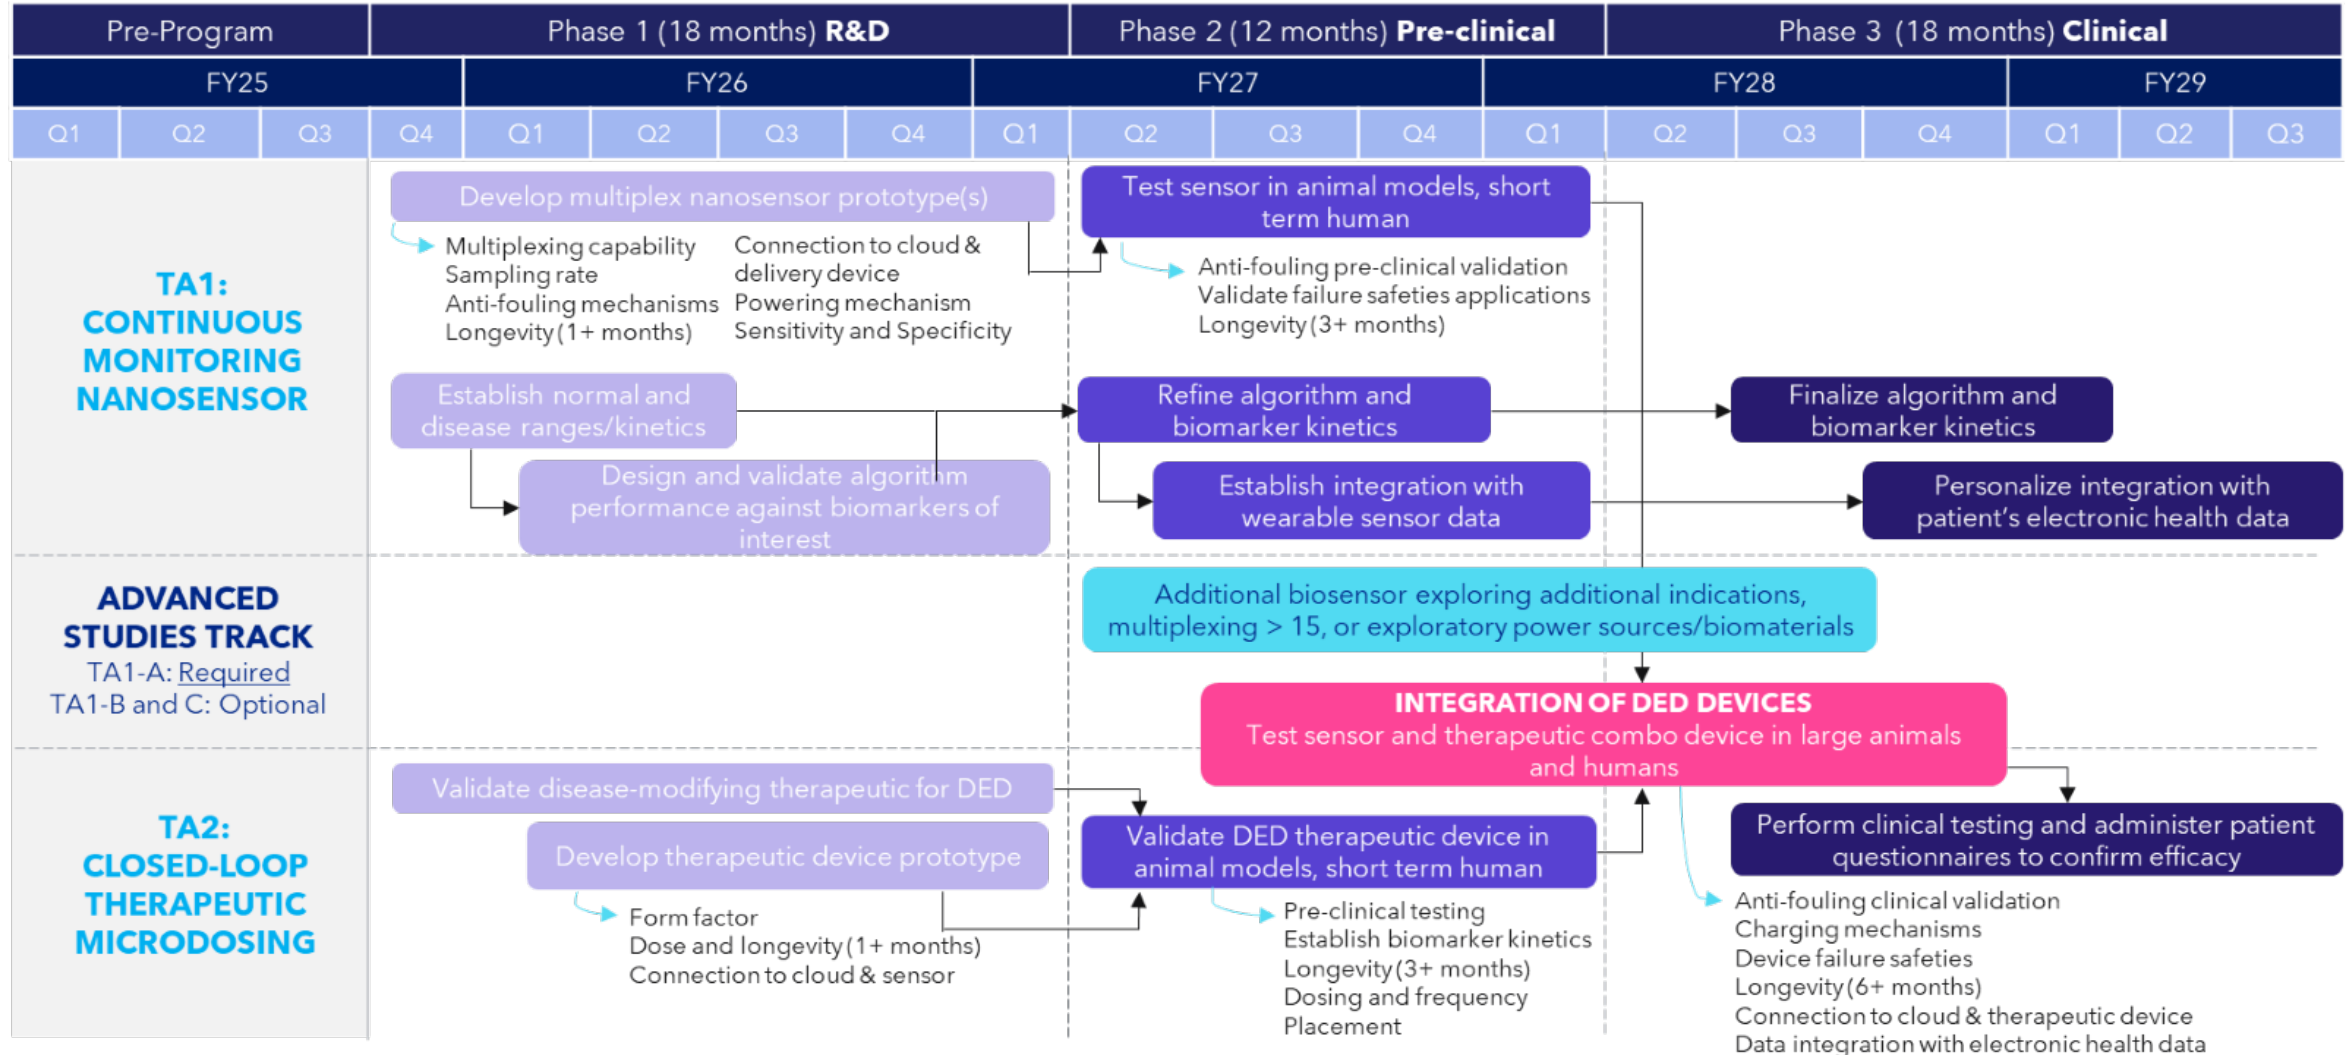 Pre-Program
Phase 1 (18 months) R&D
Phase 2 (12 months) Pre-clinical
Phase 3 (18 months) Clinical
FY25
FY26
FY27
FY28
FY29
Q1
Q2
Q3
Q4
Q1
Q2
Q3
Q4
Q1
Q2
Q3
Q4
Q1
Q2
Q3
Q4
Q1
Q2
Q3
TA1:
CONTINUOUS
MONITORING
NANOSENSOR
Develop multiplex nanosensor prototype(s)
Multiplexing capability
Sampling rate
Anti-fouling mechanisms
Longevity (1+ months)
Connection to cloud &
delivery device
Powering mechanism
Sensitivity and Specificity
Test sensor in animal models, short
term human
Anti-fouling pre-clinical validation
Validate failure safeties applications
Longevity (3+ months)
Establish normal and
disease ranges/kinetics
Design and validate algorithm
performance against biomarkers of
interest
Refine algorithm and
biomarker kinetics
Establish integration with
wearable sensor data
Finalize algorithm and
biomarker kinetics
Personalize integration with
patient's electronic health data
ADVANCED
STUDIES TRACK
TA1-A: Required
TA1-B and C: Optional
Additional biosensor exploring additional indications,
multiplexing > 15, or exploratory power sources/biomaterials
INTEGRATION OF DED DEVICES
Test sensor and therapeutic combo device in large animals
and humans
TA2:
CLOSED-LOOP
THERAPEUTIC
MICRODOSING
Validate disease-modifying therapeutic for DED
Develop therapeutic device prototype
Form factor
Dose and longevity (1+ months)
Connection to cloud & sensor
Validate DED therapeutic device in
animal models, short term human
Pre-clinical testing
Establish biomarker kinetics
Longevity (3+ months)
Dosing and frequency
Placement
Perform clinical testing and administer patient
questionnaires to confirm efficacy
Anti-fouling clinical validation
Charging mechanisms
Device failure safeties
Longevity (6+ months)
Connection to cloud & therapeutic device
Data integration with electronic health data